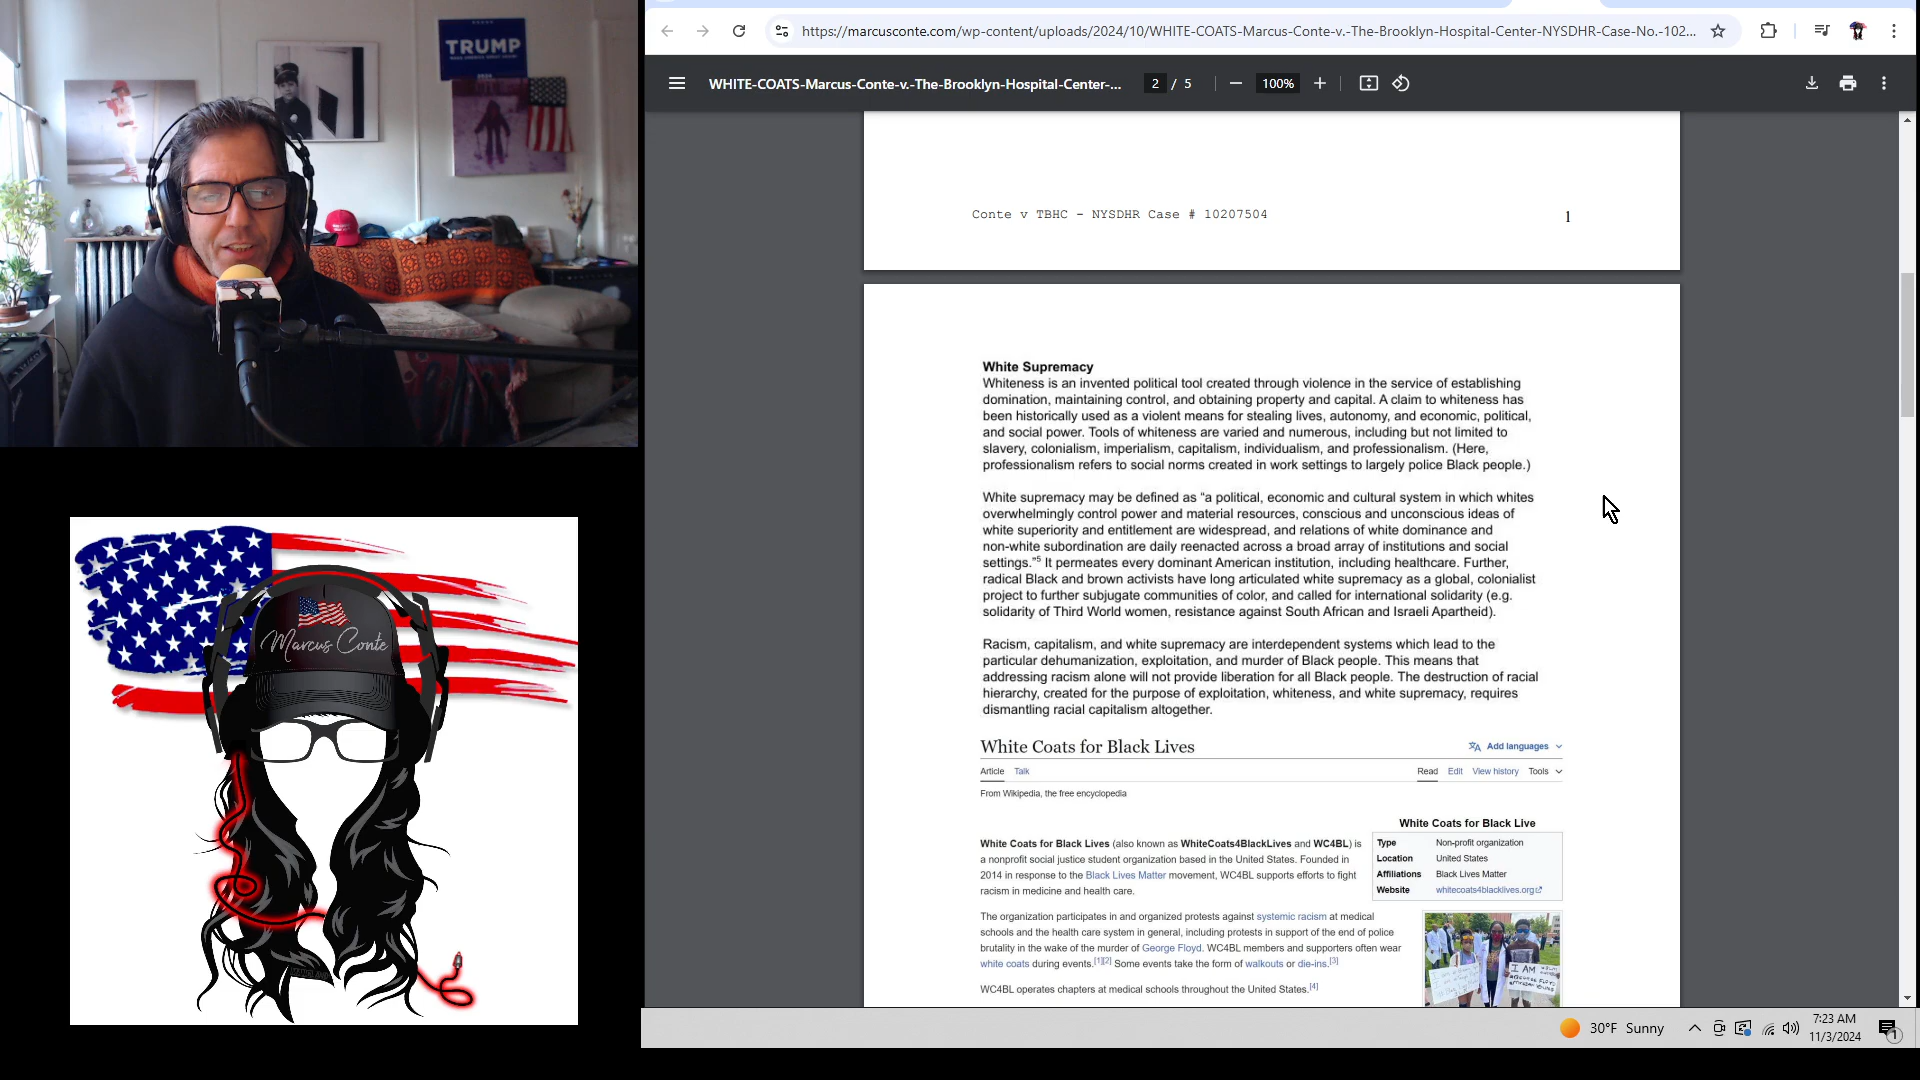 TRUMP
Marcus Conte
https://marcusconte.com/wp-content/uploads/2024/10/WHITE-COATS-Marcus-Conte-v.-The-Brooklyn-Hospital-Center-NYSDHR-Case-No.-102...
WHITE-COATS-Marcus-Conte-v.-The-Brooklyn-Hospital-Center-...
2 / 5
100%
Conte v TBHC - NYSDHR Case # 10207504
1
White Supremacy
Whiteness is an invented political tool created through violence in the service of establishing
domination, maintaining control, and obtaining property and capital. A claim to whiteness has
been historically used as a violent means for stealing lives, autonomy, and economic, political,
and social power. Tools of whiteness are varied and numerous, including but not limited to
slavery, colonialism, imperialism, capitalism, individualism, and professionalism. (Here,
professionalism refers to social norms created in work settings to largely police Black people.)
White supremacy may be defined as “a political, economic and cultural system in which whites
overwhelmingly control power and material resources, conscious and unconscious ideas of
white superiority and entitlement are widespread, and relations of white dominance and
non-white subordination are daily reenacted across a broad array of institutions and social
settings.”5 It permeates every dominant American institution, including healthcare. Further,
radical Black and brown activists have long articulated white supremacy as a global, colonialist
project to further subjugate communities of color, and called for international solidarity (e.g.
solidarity of Third World women, resistance against South African and Israeli Apartheid).
Racism, capitalism, and white supremacy are interdependent systems which lead to the
particular dehumanization, exploitation, and murder of Black people. This means that
addressing racism alone will not provide liberation for all Black people. The destruction of racial
hierarchy, created for the purpose of exploitation, whiteness, and white supremacy, requires
dismantling racial capitalism altogether.
White Coats for Black Lives
Add languages
Article Talk
Read Edit View history Tools
From Wikipedia, the free encyclopedia
White Coats for Black Live
Type Non-profit organization
Location United States
Affiliations Black Lives Matter
Website whitecoats4blacklives.org
White Coats for Black Lives (also known as WhiteCoats4BlackLives and WC4BL) is
a nonprofit social justice student organization based in the United States. Founded in
2014 in response to the Black Lives Matter movement, WC4BL supports efforts to fight
racism in medicine and health care.
The organization participates in and organized protests against systemic racism at medical
schools and the health care system in general, including protests in support of the end of police
brutality in the wake of the murder of George Floyd. WC4BL members and supporters often wear
white coats during events.[1][2] Some events take the form of walkouts or die-ins.[3]
WC4BL operates chapters at medical schools throughout the United States.[4]
I AM
30°F Sunny
7:23 AM
11/3/2024
1